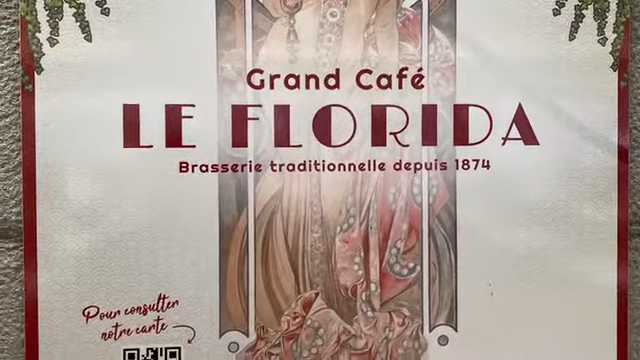 Grand Café
LE FLORIDA
Brasserie traditionnelle depuis 1874
Pour consulter
notre carte